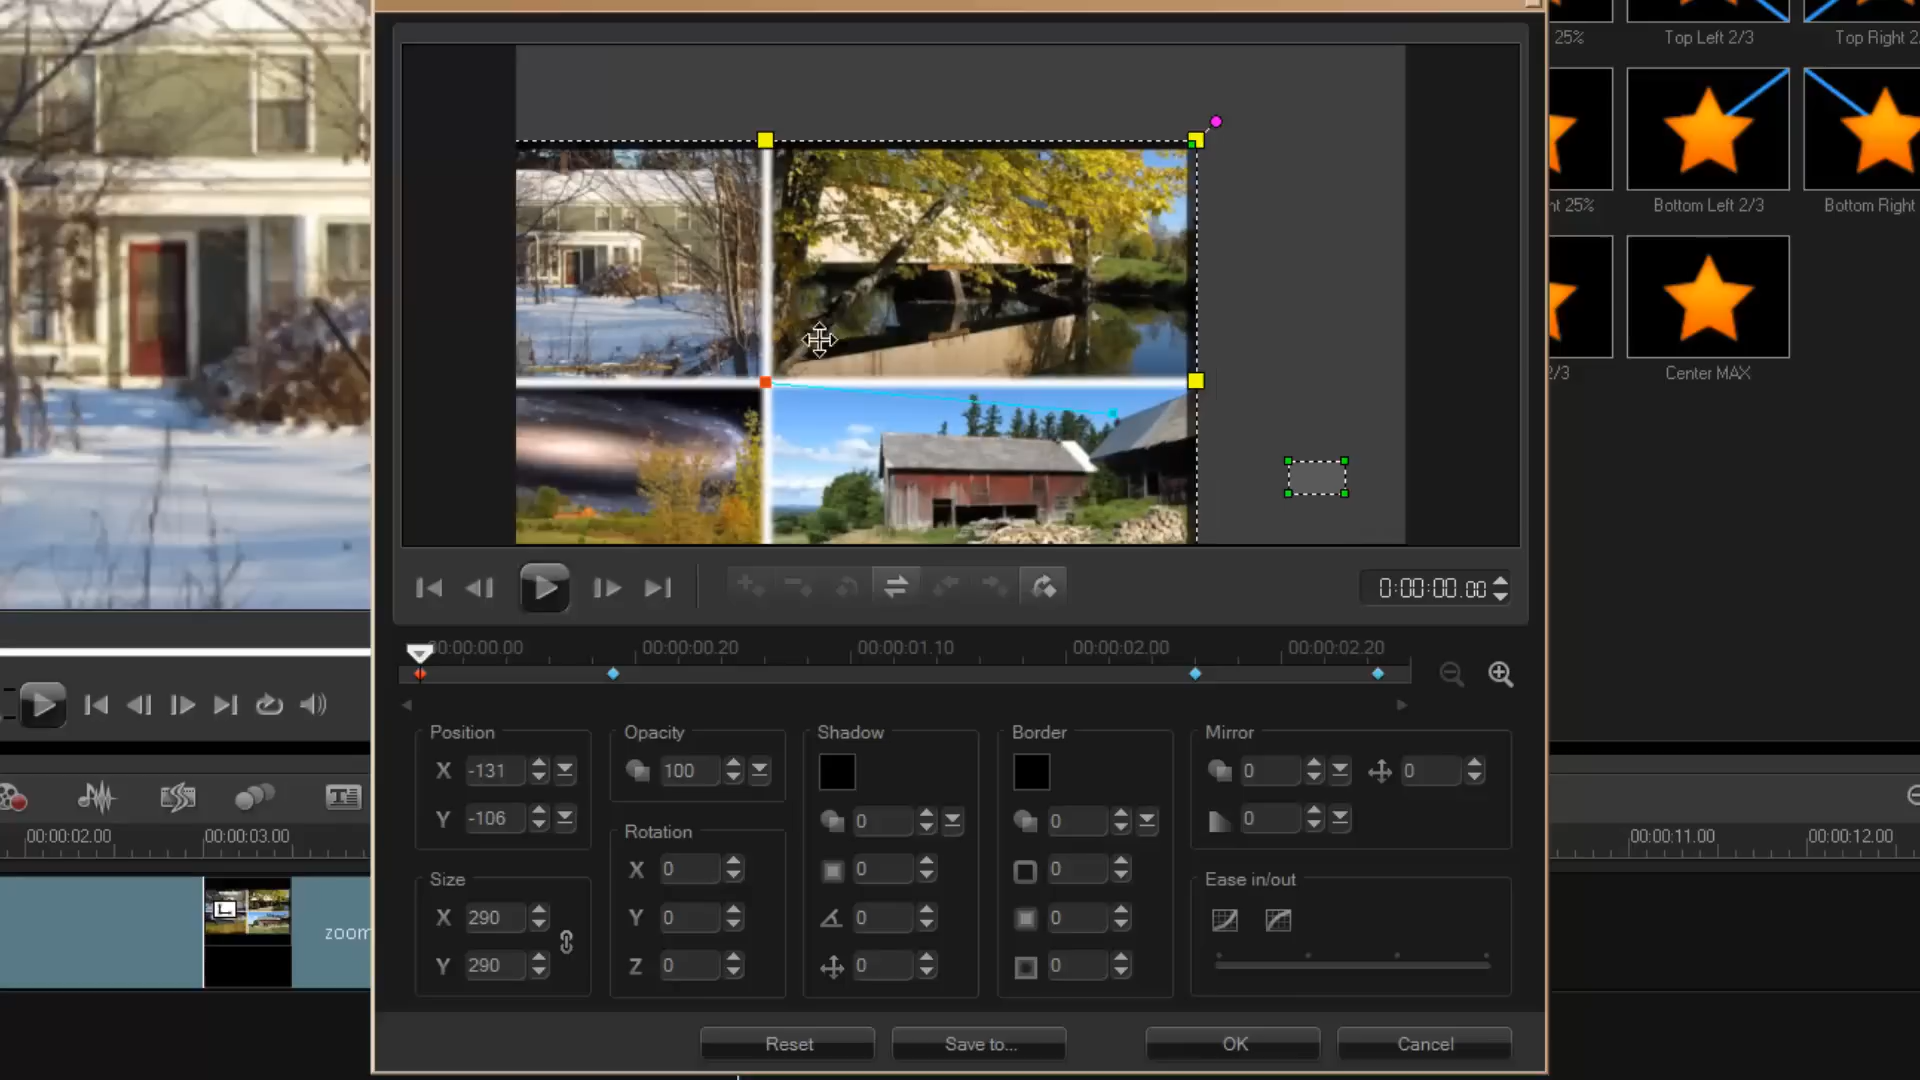 25%
Top Left 2/3
Top Right 2
nt 25%
Bottom Left 2/3
Bottom Right
2/3
Center MAX
0:00:00.00
00:00:00.00
00:00:00.20
00:00:01.10
00:00:02.00
00:00:02.20
Position
X -131
Y -106
Size
X 290
Y 290
Opacity
100
Rotation
X 0
Y 0
Z 0
Shadow
0
0
0
0
Border
0
0
0
0
Mirror
0 0
0
Ease in/out
Reset
Save to...
OK
Cancel
00:00:02.00
00:00:03.00
zoom
00:00:11.00
00:00:12.00